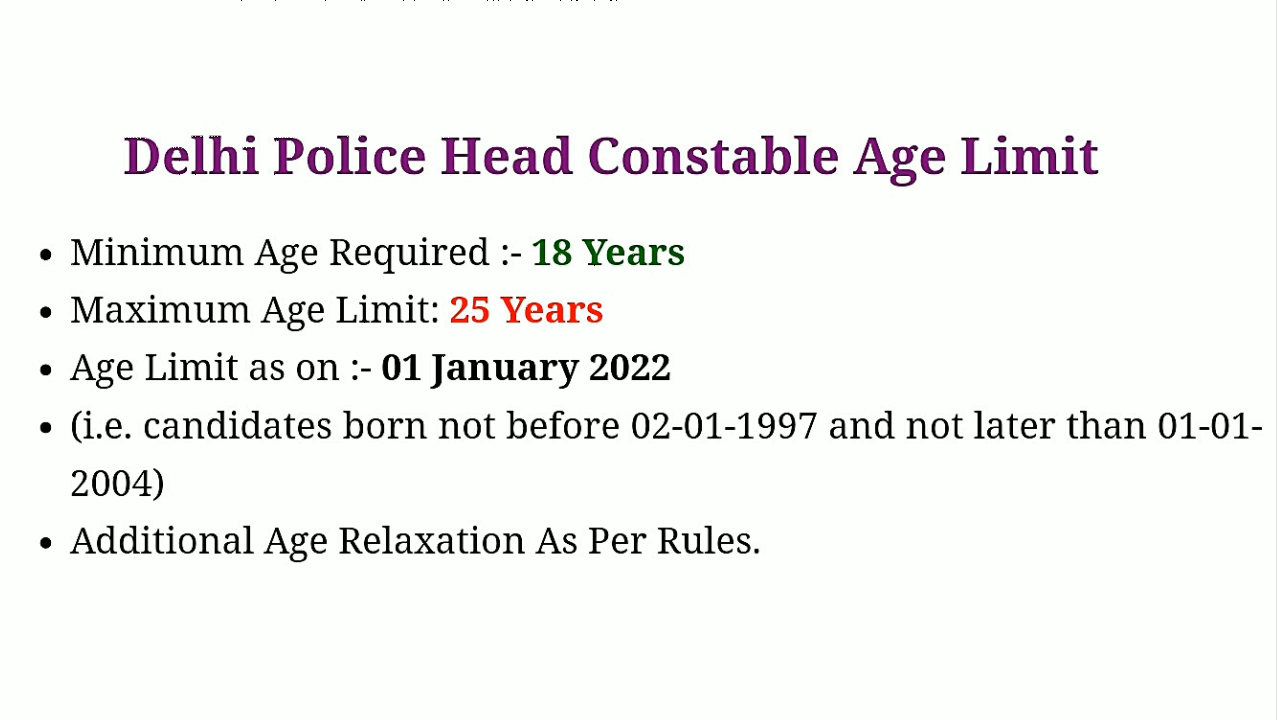 Delhi Police Head Constable Age Limit
• Minimum Age Required :- 18 Years
• Maximum Age Limit: 25 Years
• Age Limit as on :- 01 January 2022
• (i.e. candidates born not before 02-01-1997 and not later than 01-01-
2004)
• Additional Age Relaxation As Per Rules.